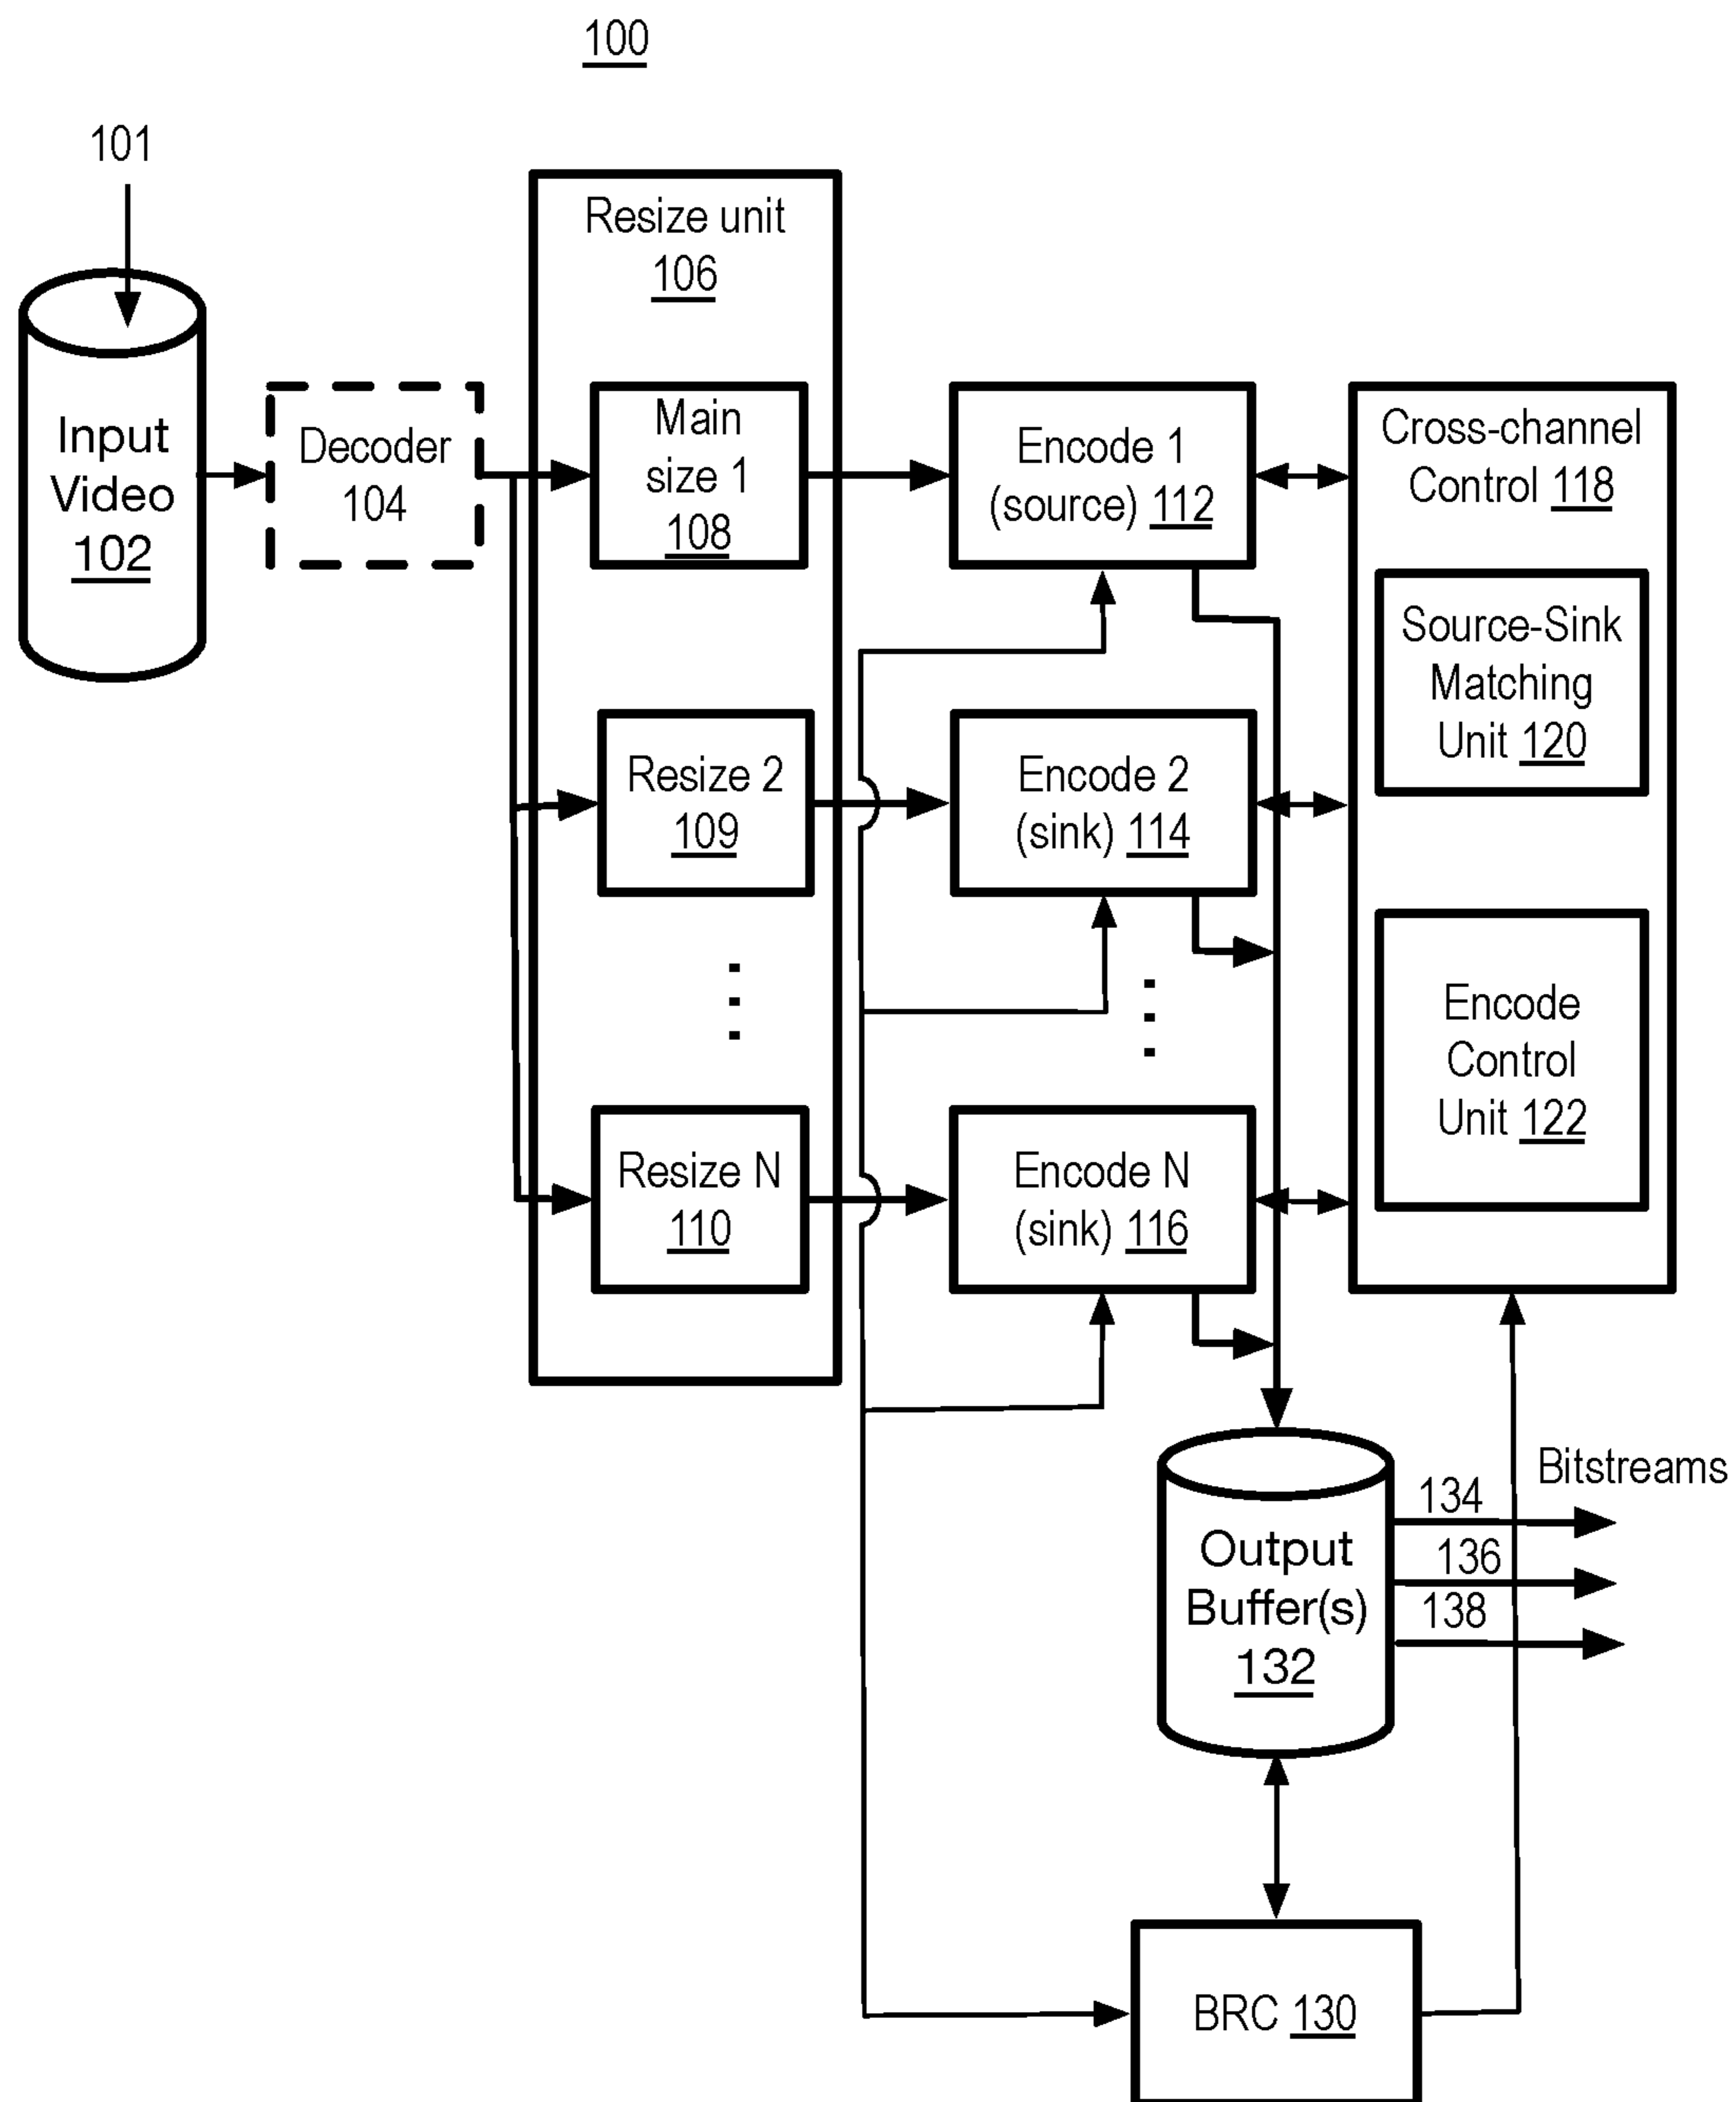 100
101
Input
Video
102
Decoder
104
Resize unit
106
Main
size 1
108
Resize 2
109
Resize N
110
Encode 1
(source) 112
Encode 2
(sink) 114
Encode N
(sink) 116
Cross-channel
Control 118
Source-Sink
Matching
Unit 120
Encode
Control
Unit 122
Output
Buffer(s)
132
Bitstreams
134
136
138
BRC 130